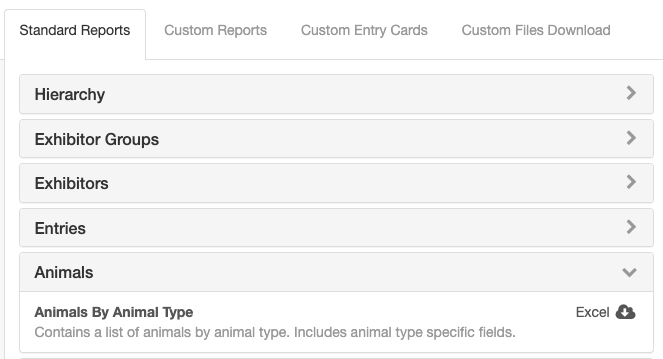 Standard Reports Custom Reports Custom Entry Cards Custom Files Download
Hierarchy
Exhibitor Groups
Exhibitors
Entries
Animals
Animals By Animal Type Excel
Contains a list of animals by animal type. Includes animal type specific fields.